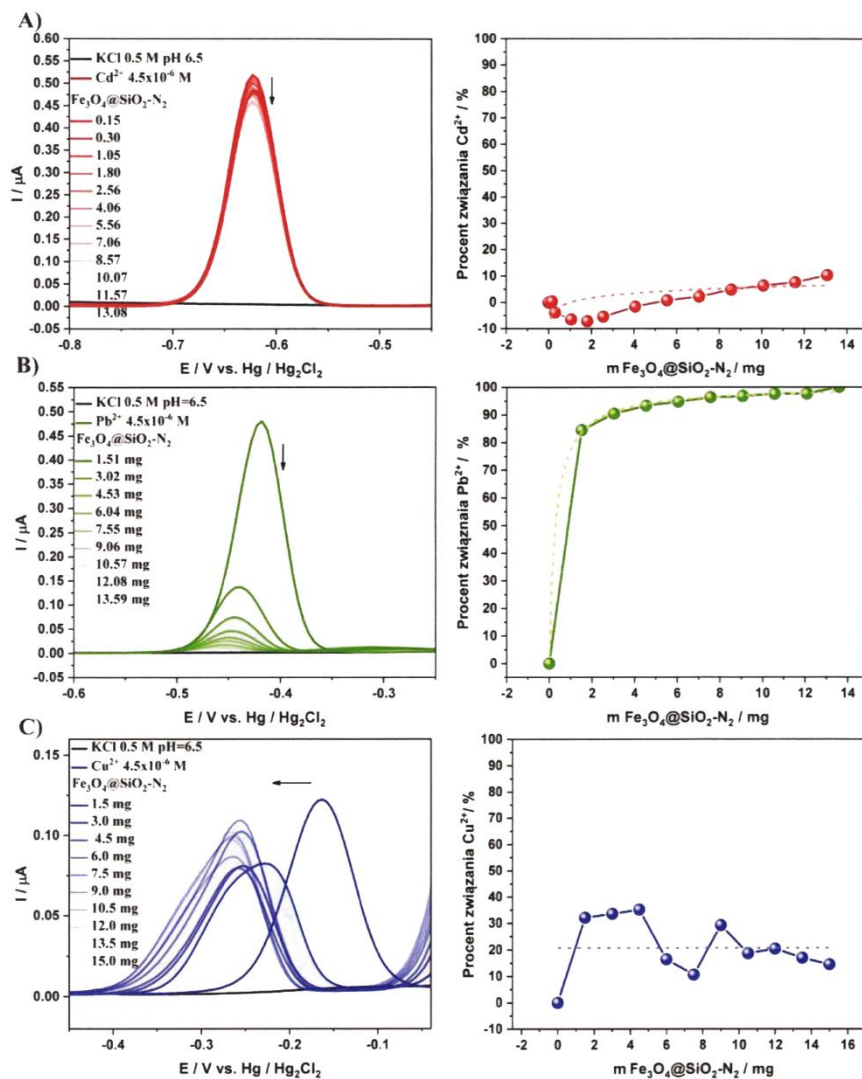 A)
0.60
0.55
0.50
0.45
0.40
0.35
0.30
0.25
0.20
0.15
0.10
0.05
0.00
-0.05
I / μA
KCl 0.5 M pH 6.5
Cd²⁺ 4.5x10⁻⁶ M
Fe₃O₄@SiO₂-N₂
0.15
0.30
1.05
1.80
2.56
4.06
5.56
7.06
8.57
10.07
11.57
13.08
-0.8 -0.7 -0.6 -0.5
E / V vs. Hg / Hg₂Cl₂
100
90
80
70
60
50
40
30
20
10
0
-10
Procent związania Cd²⁺ / %
-2 0 2 4 6 8 10 12 14
m Fe₃O₄@SiO₂-N₂ / mg
B)
0.55
0.50
0.45
0.40
0.35
0.30
0.25
0.20
0.15
0.10
0.05
0.00
-0.05
I / μA
KCl 0.5 M pH=6.5
Pb²⁺ 4.5x10⁻⁶ M
Fe₃O₄@SiO₂-N₂
1.51 mg
3.02 mg
4.53 mg
6.04 mg
7.55 mg
9.06 mg
10.57 mg
12.08 mg
13.59 mg
-0.6 -0.5 -0.4 -0.3
E / V vs. Hg / Hg₂Cl₂
100
90
80
70
60
50
40
30
20
10
0
Procent związnaia Pb²⁺ / %
-2 0 2 4 6 8 10 12 14
m Fe₃O₄@SiO₂-N₂ / mg
C)
0.15
0.10
0.05
0.00
I / μA
KCl 0.5 M pH=6.5
Cu²⁺ 4.5x10⁻⁶ M
Fe₃O₄@SiO₂-N₂
1.5 mg
3.0 mg
4.5 mg
6.0 mg
7.5 mg
9.0 mg
10.5 mg
12.0 mg
13.5 mg
15.0 mg
-0.4 -0.3 -0.2 -0.1
E / V vs. Hg / Hg₂Cl₂
100
90
80
70
60
50
40
30
20
10
0
-10
Procent związania Cu²⁺/ %
-2 0 2 4 6 8 10 12 14 16
m Fe₃O₄@SiO₂-N₂ / mg